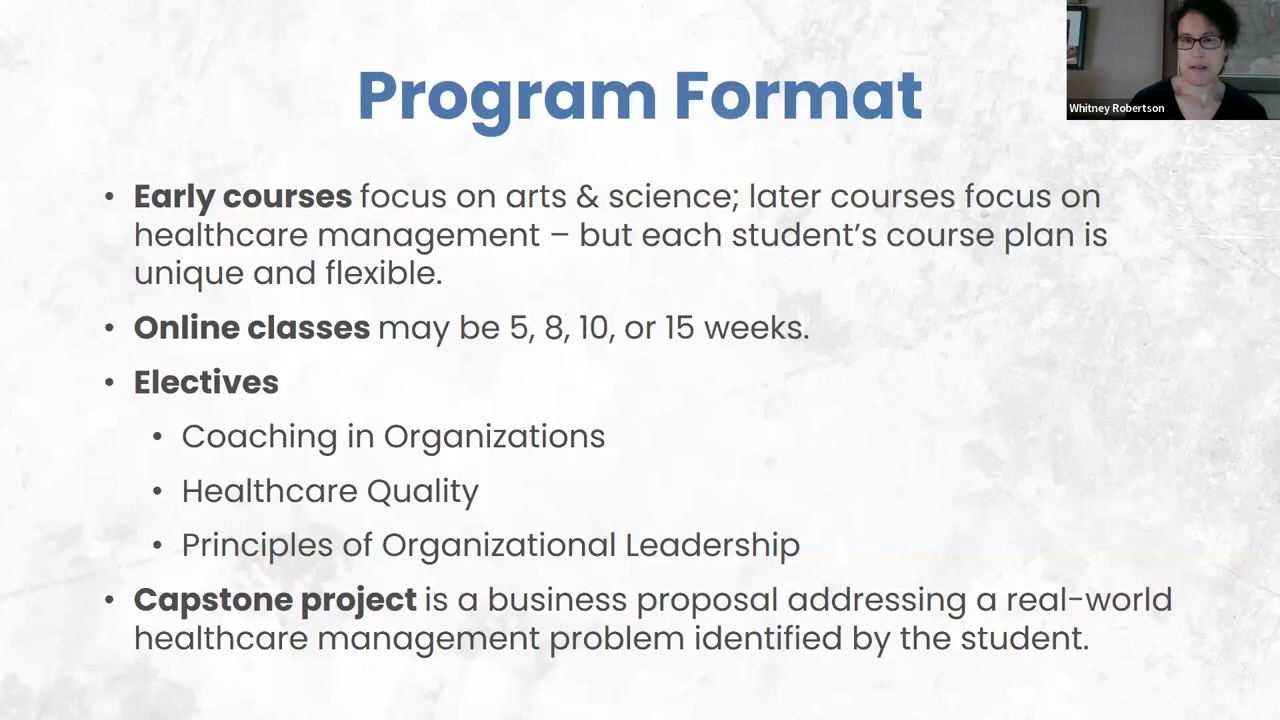 Program Format
Whitney Robertson
• Early courses focus on arts & science; later courses focus on
healthcare management – but each student’s course plan is
unique and flexible.
• Online classes may be 5, 8, 10, or 15 weeks.
• Electives
• Coaching in Organizations
• Healthcare Quality
• Principles of Organizational Leadership
• Capstone project is a business proposal addressing a real-world
healthcare management problem identified by the student.